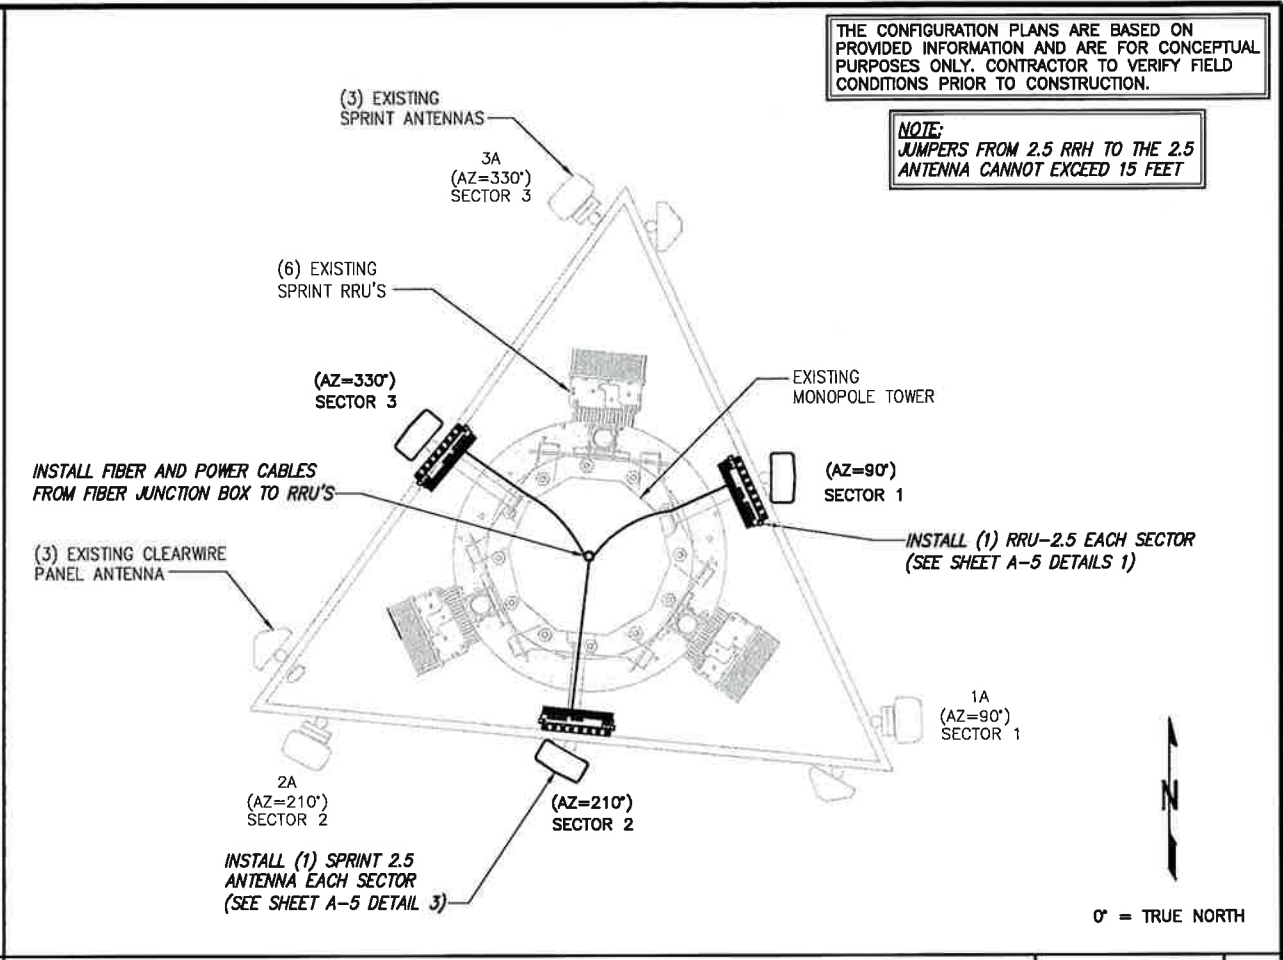 THE CONFIGURATION PLANS ARE BASED ON
PROVIDED INFORMATION AND ARE FOR CONCEPTUAL
PURPOSES ONLY. CONTRACTOR TO VERIFY FIELD
CONDITIONS PRIOR TO CONSTRUCTION.
NOTE:
JUMPERS FROM 2.5 RRH TO THE 2.5
ANTENNA CANNOT EXCEED 15 FEET
(3) EXISTING
SPRINT ANTENNAS
3A
(AZ=330°)
SECTOR 3
(6) EXISTING
SPRINT RRU'S
(AZ=330°)
SECTOR 3
EXISTING
MONOPOLE TOWER
INSTALL FIBER AND POWER CABLES
FROM FIBER JUNCTION BOX TO RRU'S
(AZ=90°)
SECTOR 1
INSTALL (1) RRU-2.5 EACH SECTOR
(SEE SHEET A-5 DETAILS 1)
(3) EXISTING CLEARWIRE
PANEL ANTENNA
1A
(AZ=90°)
SECTOR 1
2A
(AZ=210°)
SECTOR 2
(AZ=210°)
SECTOR 2
INSTALL (1) SPRINT 2.5
ANTENNA EACH SECTOR
(SEE SHEET A-5 DETAIL 3)
N
0° = TRUE NORTH